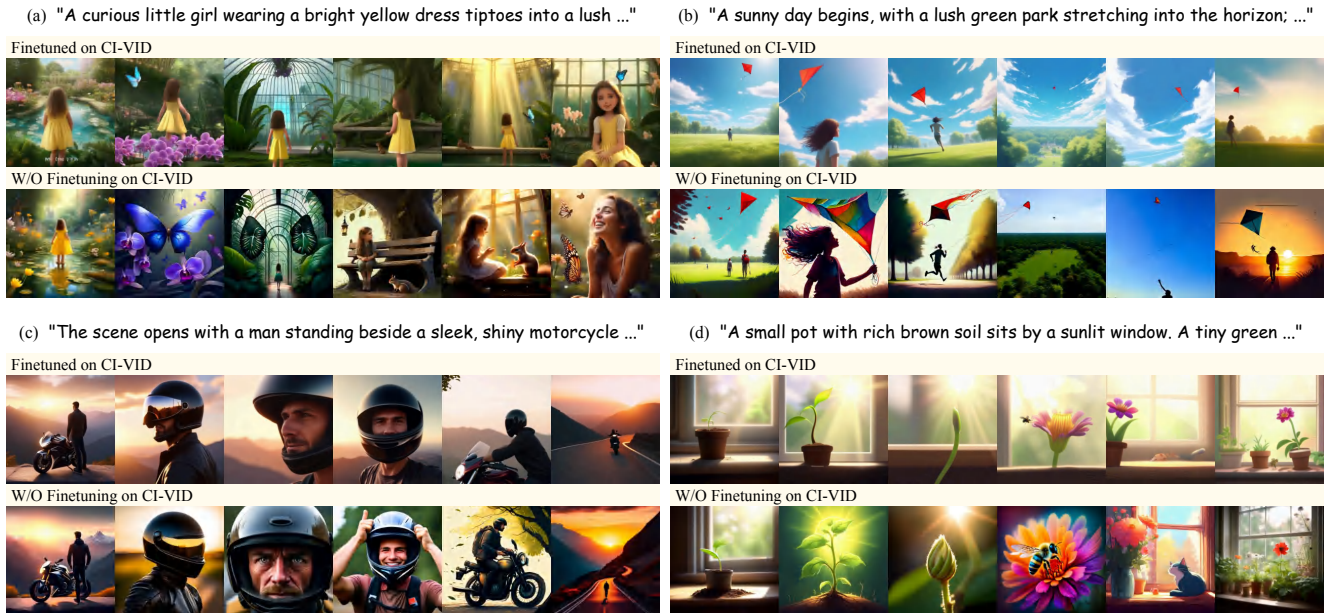 (a) "A curious little girl wearing a bright yellow dress tiptoes into a lush ..."
Finetuned on CI-VID
W/O Finetuning on CI-VID
(b) "A sunny day begins, with a lush green park stretching into the horizon; ..."
Finetuned on CI-VID
W/O Finetuning on CI-VID
(c) "The scene opens with a man standing beside a sleek, shiny motorcycle ..."
Finetuned on CI-VID
W/O Finetuning on CI-VID
(d) "A small pot with rich brown soil sits by a sunlit window. A tiny green ..."
Finetuned on CI-VID
W/O Finetuning on CI-VID